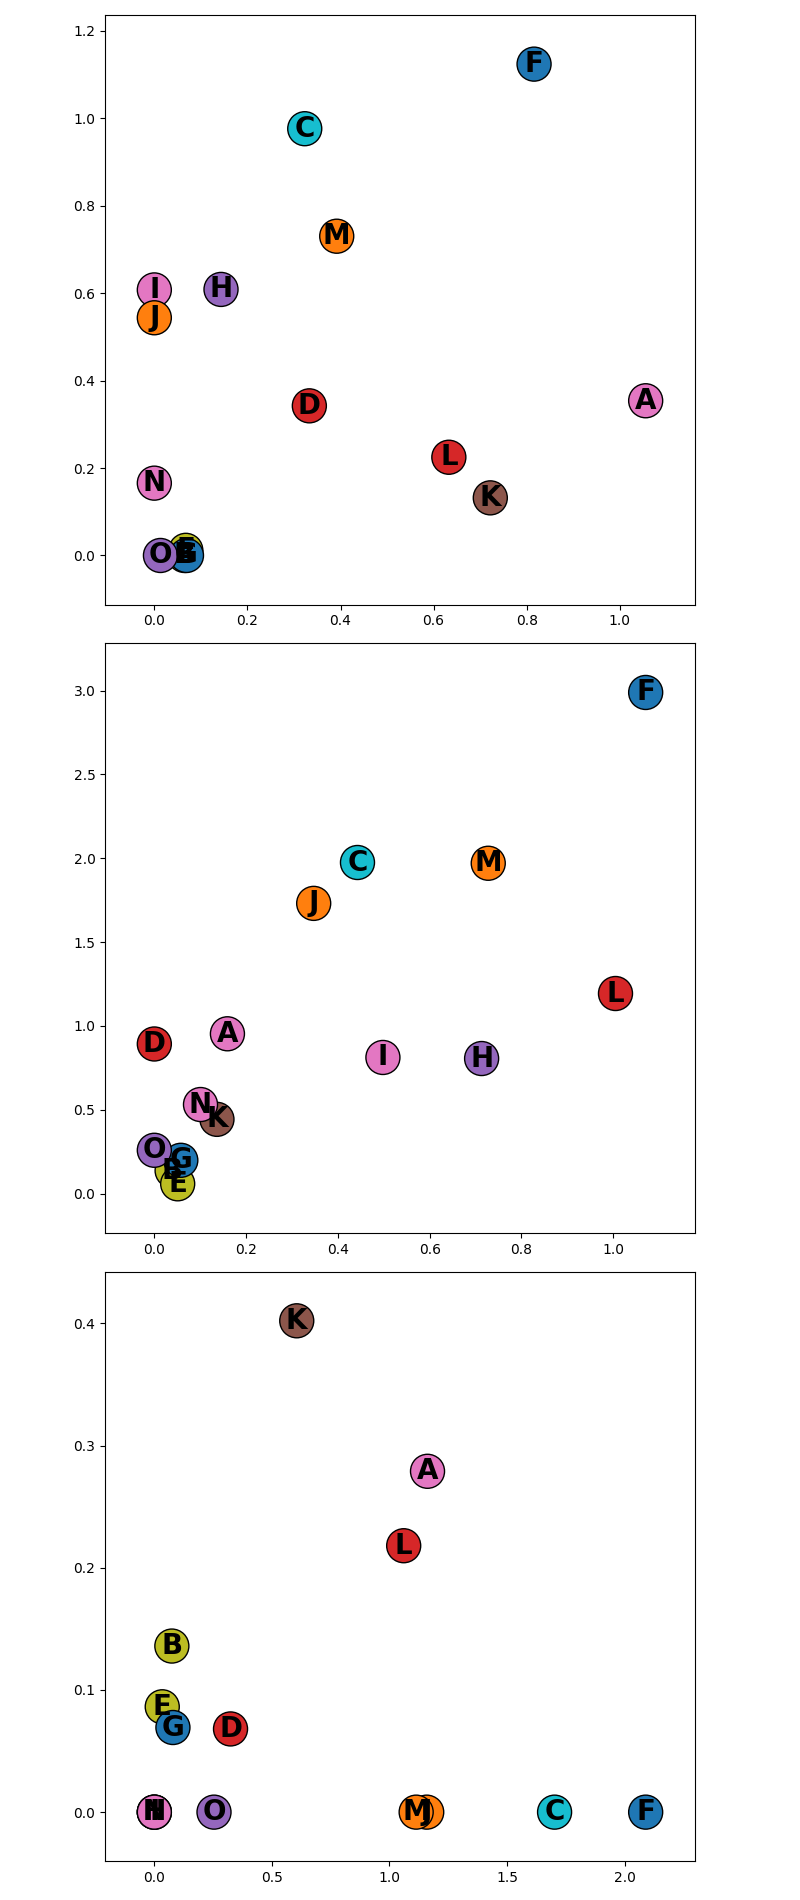 1.2
F
1.0
C
0.8
M
0.6
I H
J
0.4
A
D
L
0.2
K
N
O G
0.0
0.0 0.2 0.4 0.6 0.8 1.0
3.0
F
2.5
2.0
C M
J
1.5
L
1.0
A
D
I H
0.5
N
K
O
G
B
E
0.0
0.0 0.2 0.4 0.6 0.8 1.0
0.4
K
0.3
A
L
0.2
B
0.1
E
G D
0.0
O M J C F
0.0 0.5 1.0 1.5 2.0